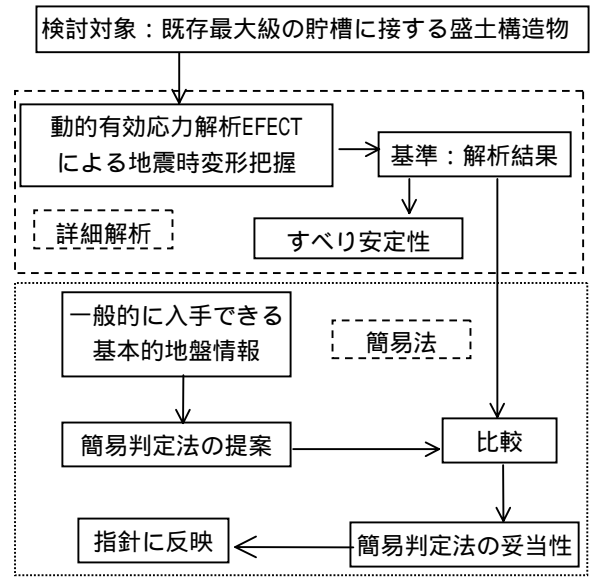 検討対象：既存最大級の貯槽に接する盛土構造物
動的有効応力解析EFECT
による地震時変形把握
基準：解析結果
詳細解析
すべり安定性
一般的に入手できる
基本的地盤情報
簡易法
簡易判定法の提案
比較
指針に反映
簡易判定法の妥当性